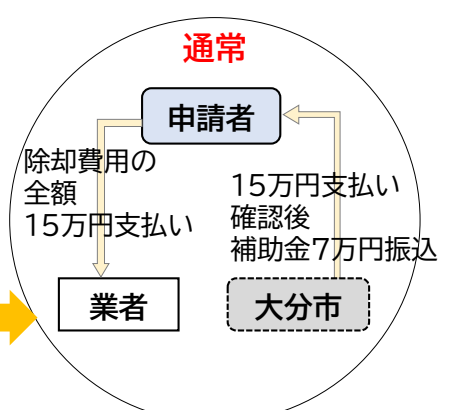 通常
申請者
除却費用の
全額
15万円支払い
15万円支払い
確認後
補助金7万円振込
業者
大分市